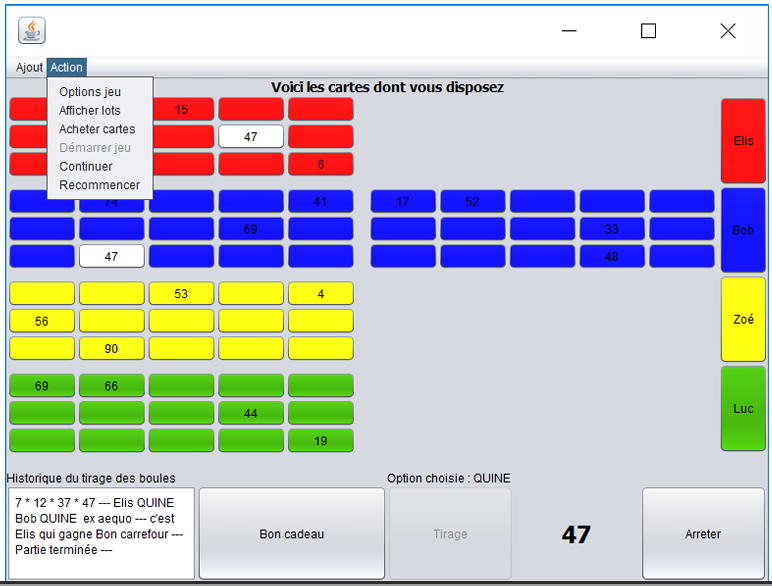 Ajout Action
Options jeu
Afficher lots
Acheter cartes
Démarrer jeu
Continuer
Recommencer
Voici les cartes dont vous disposez
15
47
6
Elis
74 41 17 52
69 33
47 48
Bob
53 4
56
90
Zoé
69 66
44
19
Luc
Historique du tirage des boules
Option choisie : QUINE
7 * 12 * 37 * 47 --- Elis QUINE
Bob QUINE ex aequo --- c'est
Elis qui gagne Bon carrefour ---
Partie terminée ---
Bon cadeau
Tirage
47
Arreter